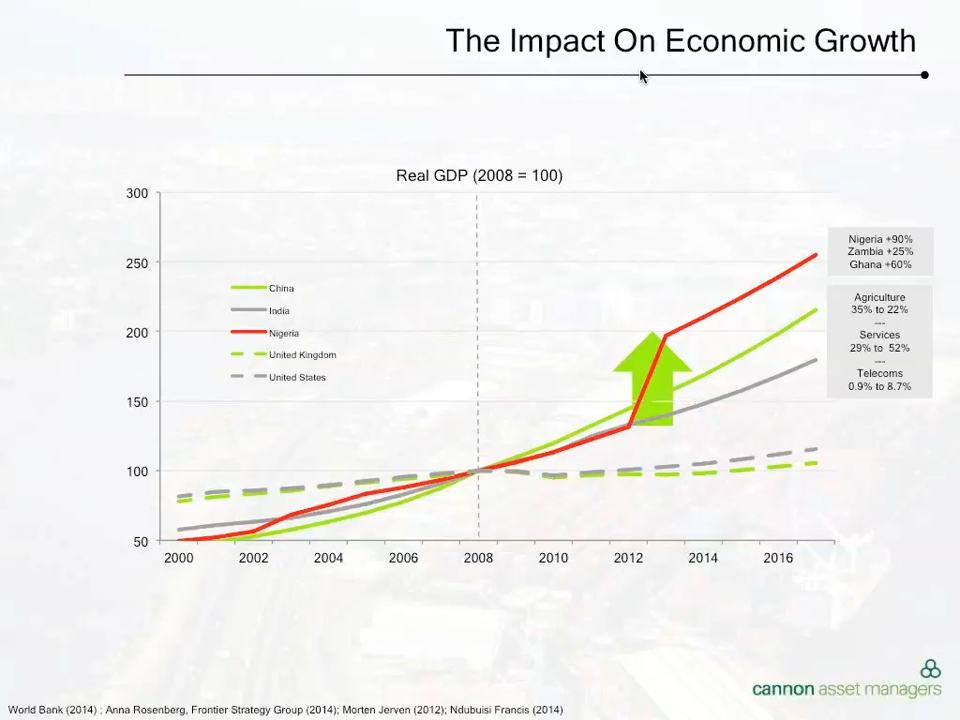 The Impact On Economic Growth
Real GDP (2008 = 100)
300
250
200
150
100
50
China
India
Nigeria
United Kingdom
United States
2000 2002 2004 2006 2008 2010 2012 2014 2016
Nigeria +90%
Zambia +25%
Ghana +60%
Agriculture
35% to 22%
---
Services
29% to 52%
---
Telecoms
0.9% to 8.7%
cannon asset managers
World Bank (2014) ; Anna Rosenberg, Frontier Strategy Group (2014); Morten Jerven (2012); Ndubuisi Francis (2014)